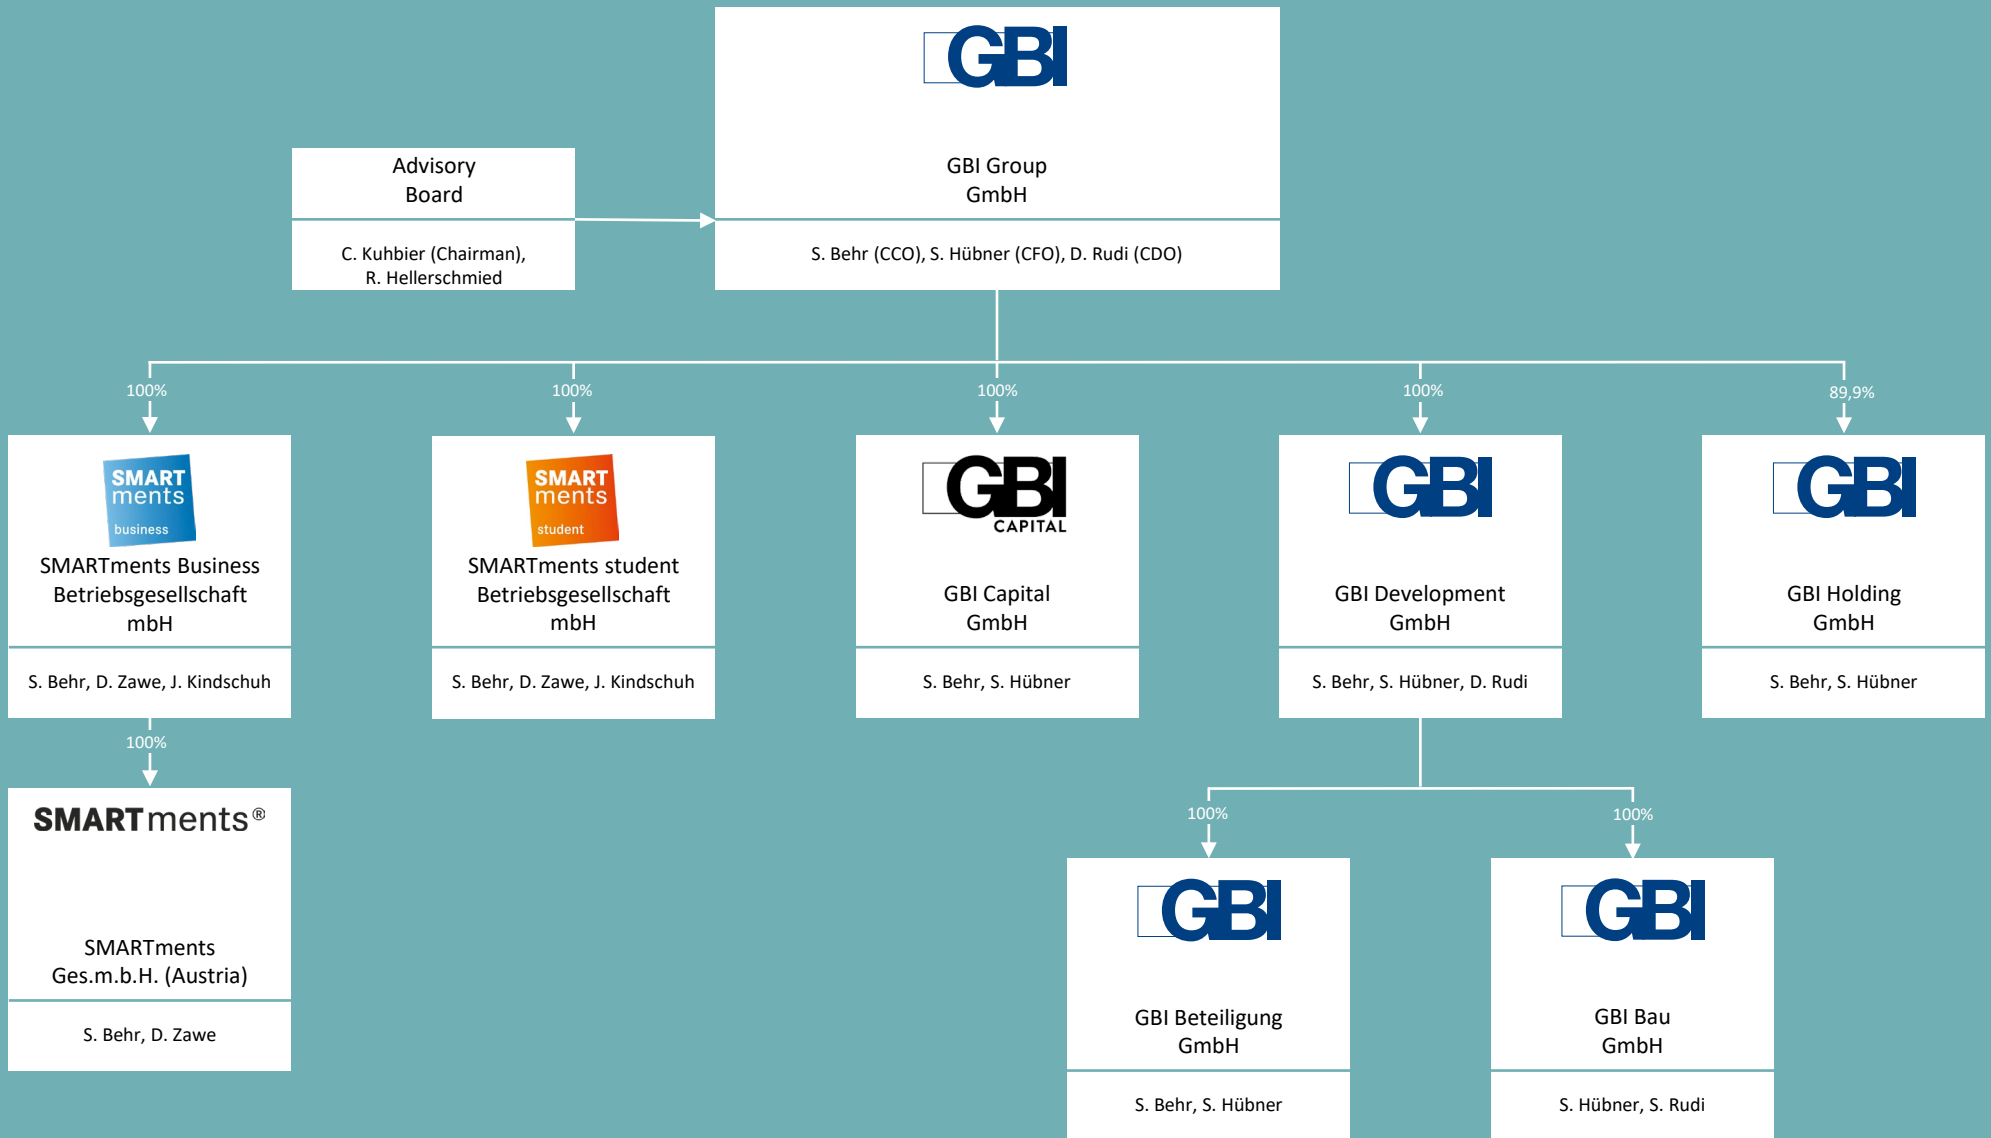 GBI
Advisory
Board
C. Kuhbier (Chairman),
R. Hellerschmied
GBI Group
GmbH
S. Behr (CCO), S. Hübner (CFO), D. Rudi (CDO)
100%
100%
100%
100%
89,9%
SMART
ments
business
SMARTments Business
Betriebsgesellschaft
mbH
S. Behr, D. Zawe, J. Kindschuh
SMART
ments
student
SMARTments student
Betriebsgesellschaft
mbH
S. Behr, D. Zawe, J. Kindschuh
GBI
CAPITAL
GBI Capital
GmbH
S. Behr, S. Hübner
GBI
GBI Development
GmbH
S. Behr, S. Hübner, D. Rudi
GBI
GBI Holding
GmbH
S. Behr, S. Hübner
100%
SMARTments®
SMARTments
Ges.m.b.H. (Austria)
S. Behr, D. Zawe
100%
100%
GBI
GBI Beteiligung
GmbH
S. Behr, S. Hübner
GBI
GBI Bau
GmbH
S. Hübner, S. Rudi